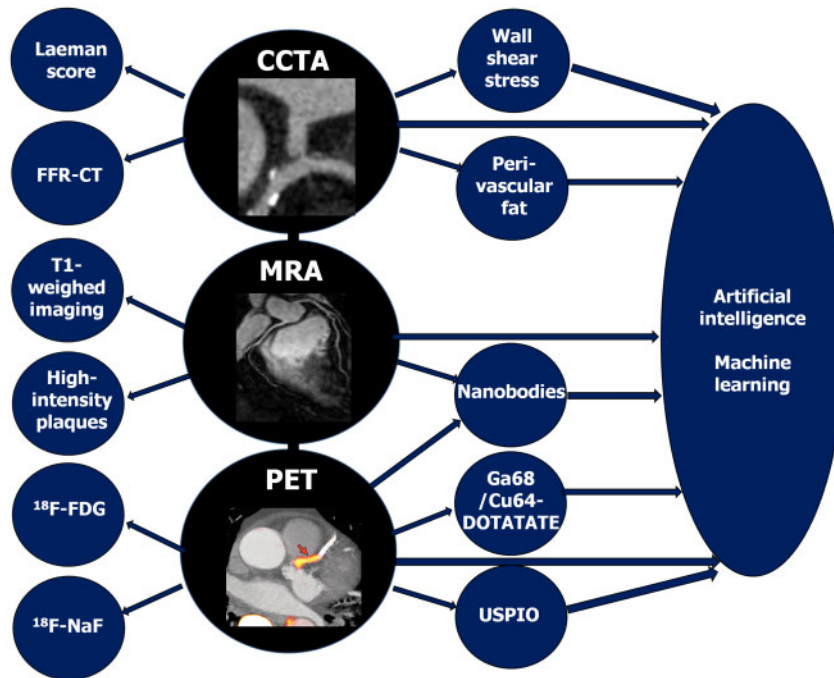 Laeman
score
FFR-CT
T1-
weighed
imaging
High-
intensity
plaques
¹⁸F-FDG
¹⁸F-NaF
CCTA
MRA
PET
Wall
shear
stress
Peri-
vascular
fat
Nanobodies
Ga68
/Cu64-
DOTATATE
USPIO
Artificial
intelligence
Machine
learning